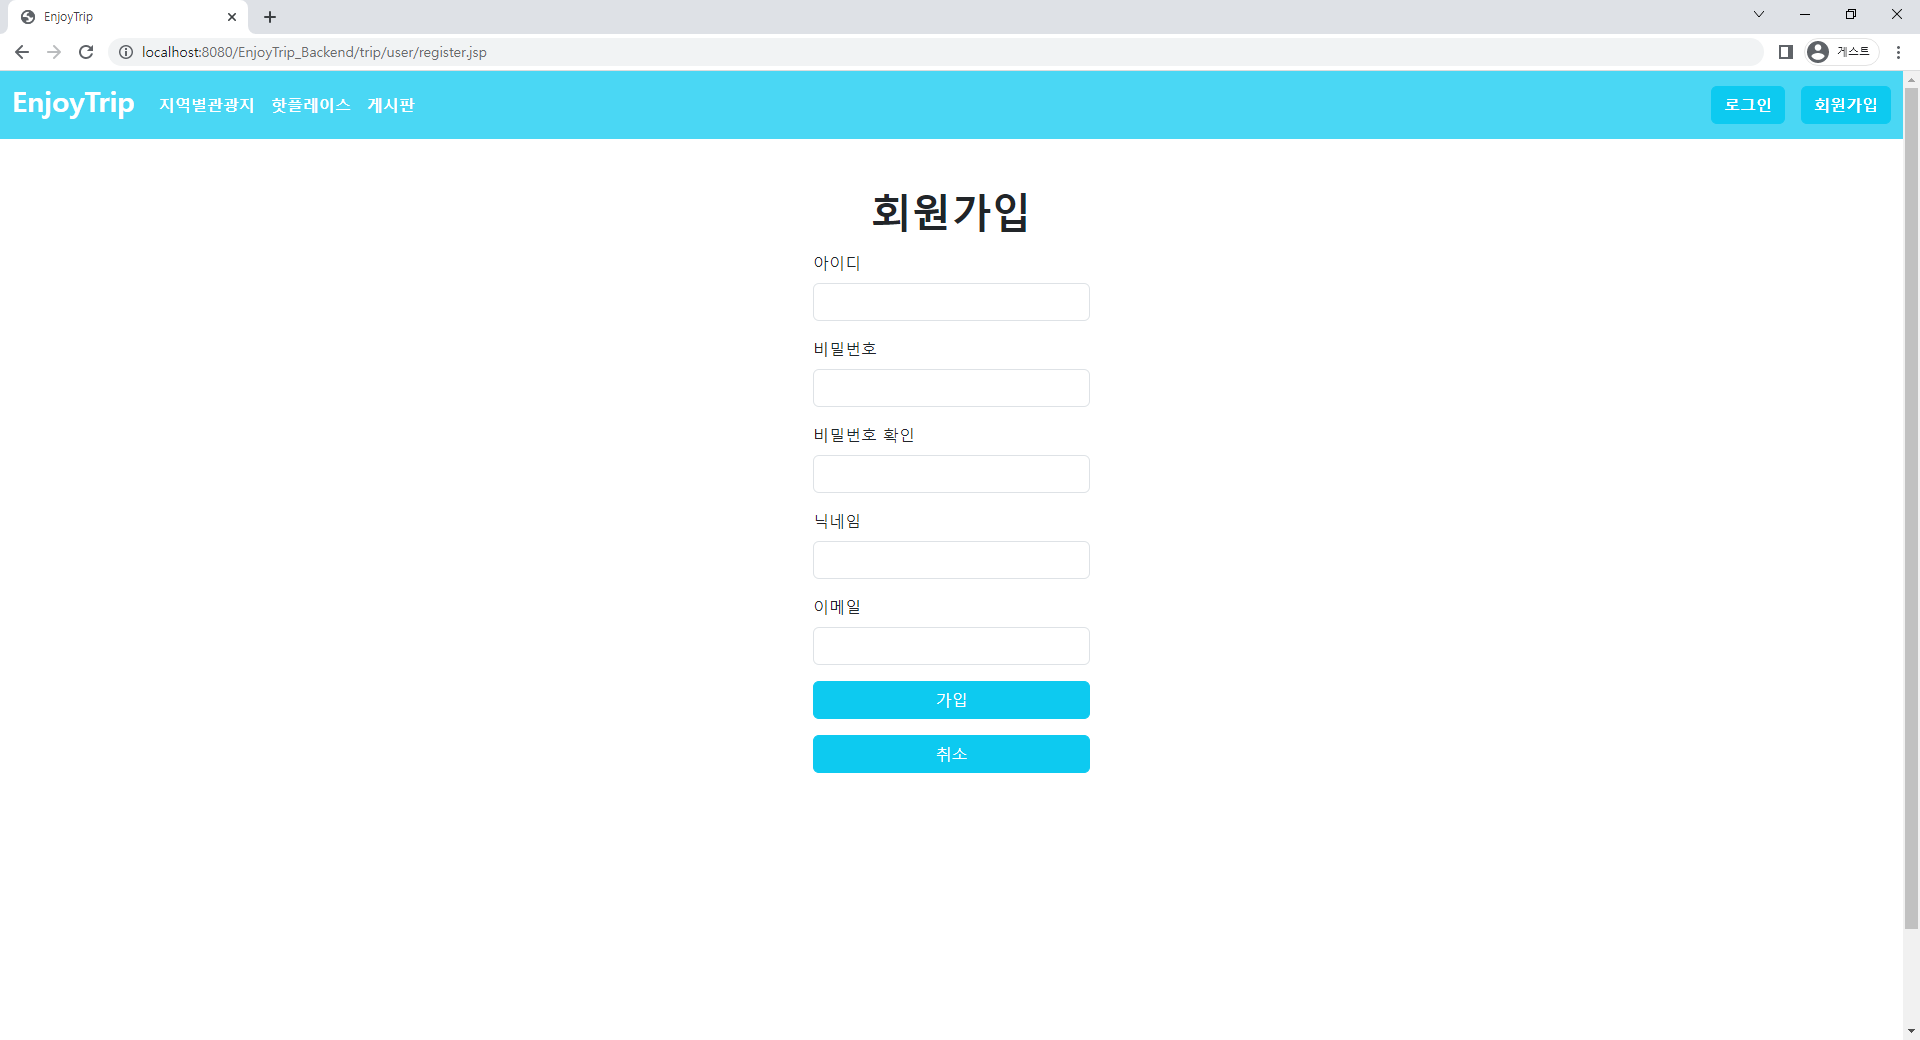 EnjoyTrip
localhost:8080/EnjoyTrip_Backend/trip/user/register.jsp
게스트
EnjoyTrip 지역별관광지 핫플레이스 게시판 로그인 회원가입
회원가입
아이디
비밀번호
비밀번호 확인
닉네임
이메일
가입
취소